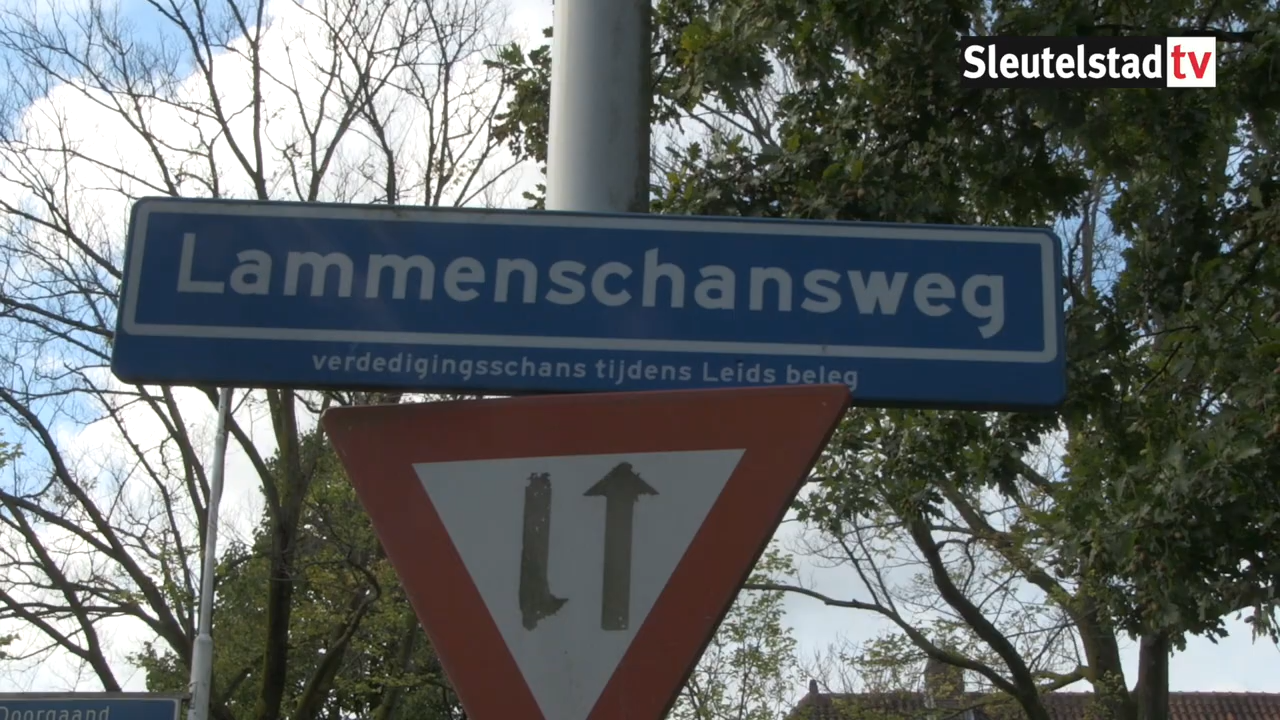 Sleutelstad tv
Lammenschansweg
verdedigingsschans tijdens Leids beleg
Doorgaand